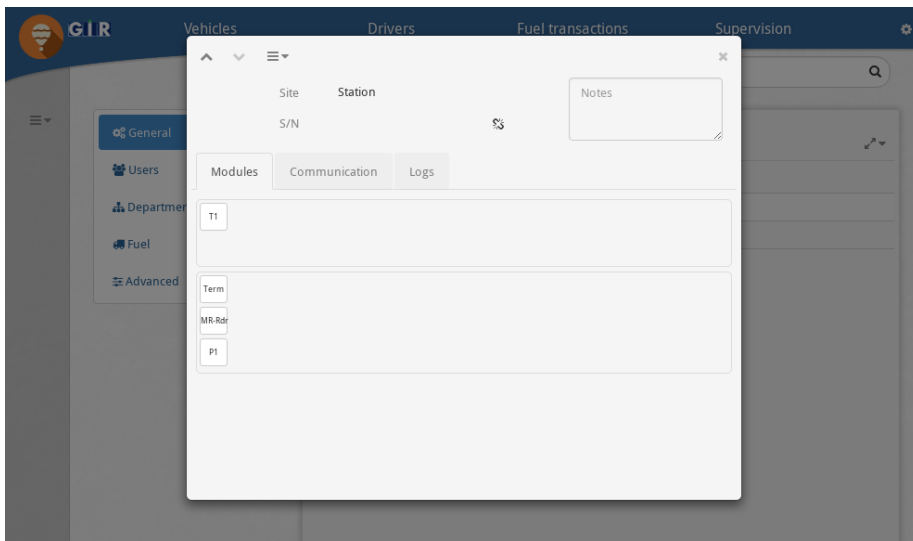 GIR Vehicles Drivers Fuel transactions Supervision
Site Station
Notes
S/N
General
Users
Departmen
Fuel
Advanced
Modules Communication Logs
T1
Term
MR-Rdr
P1